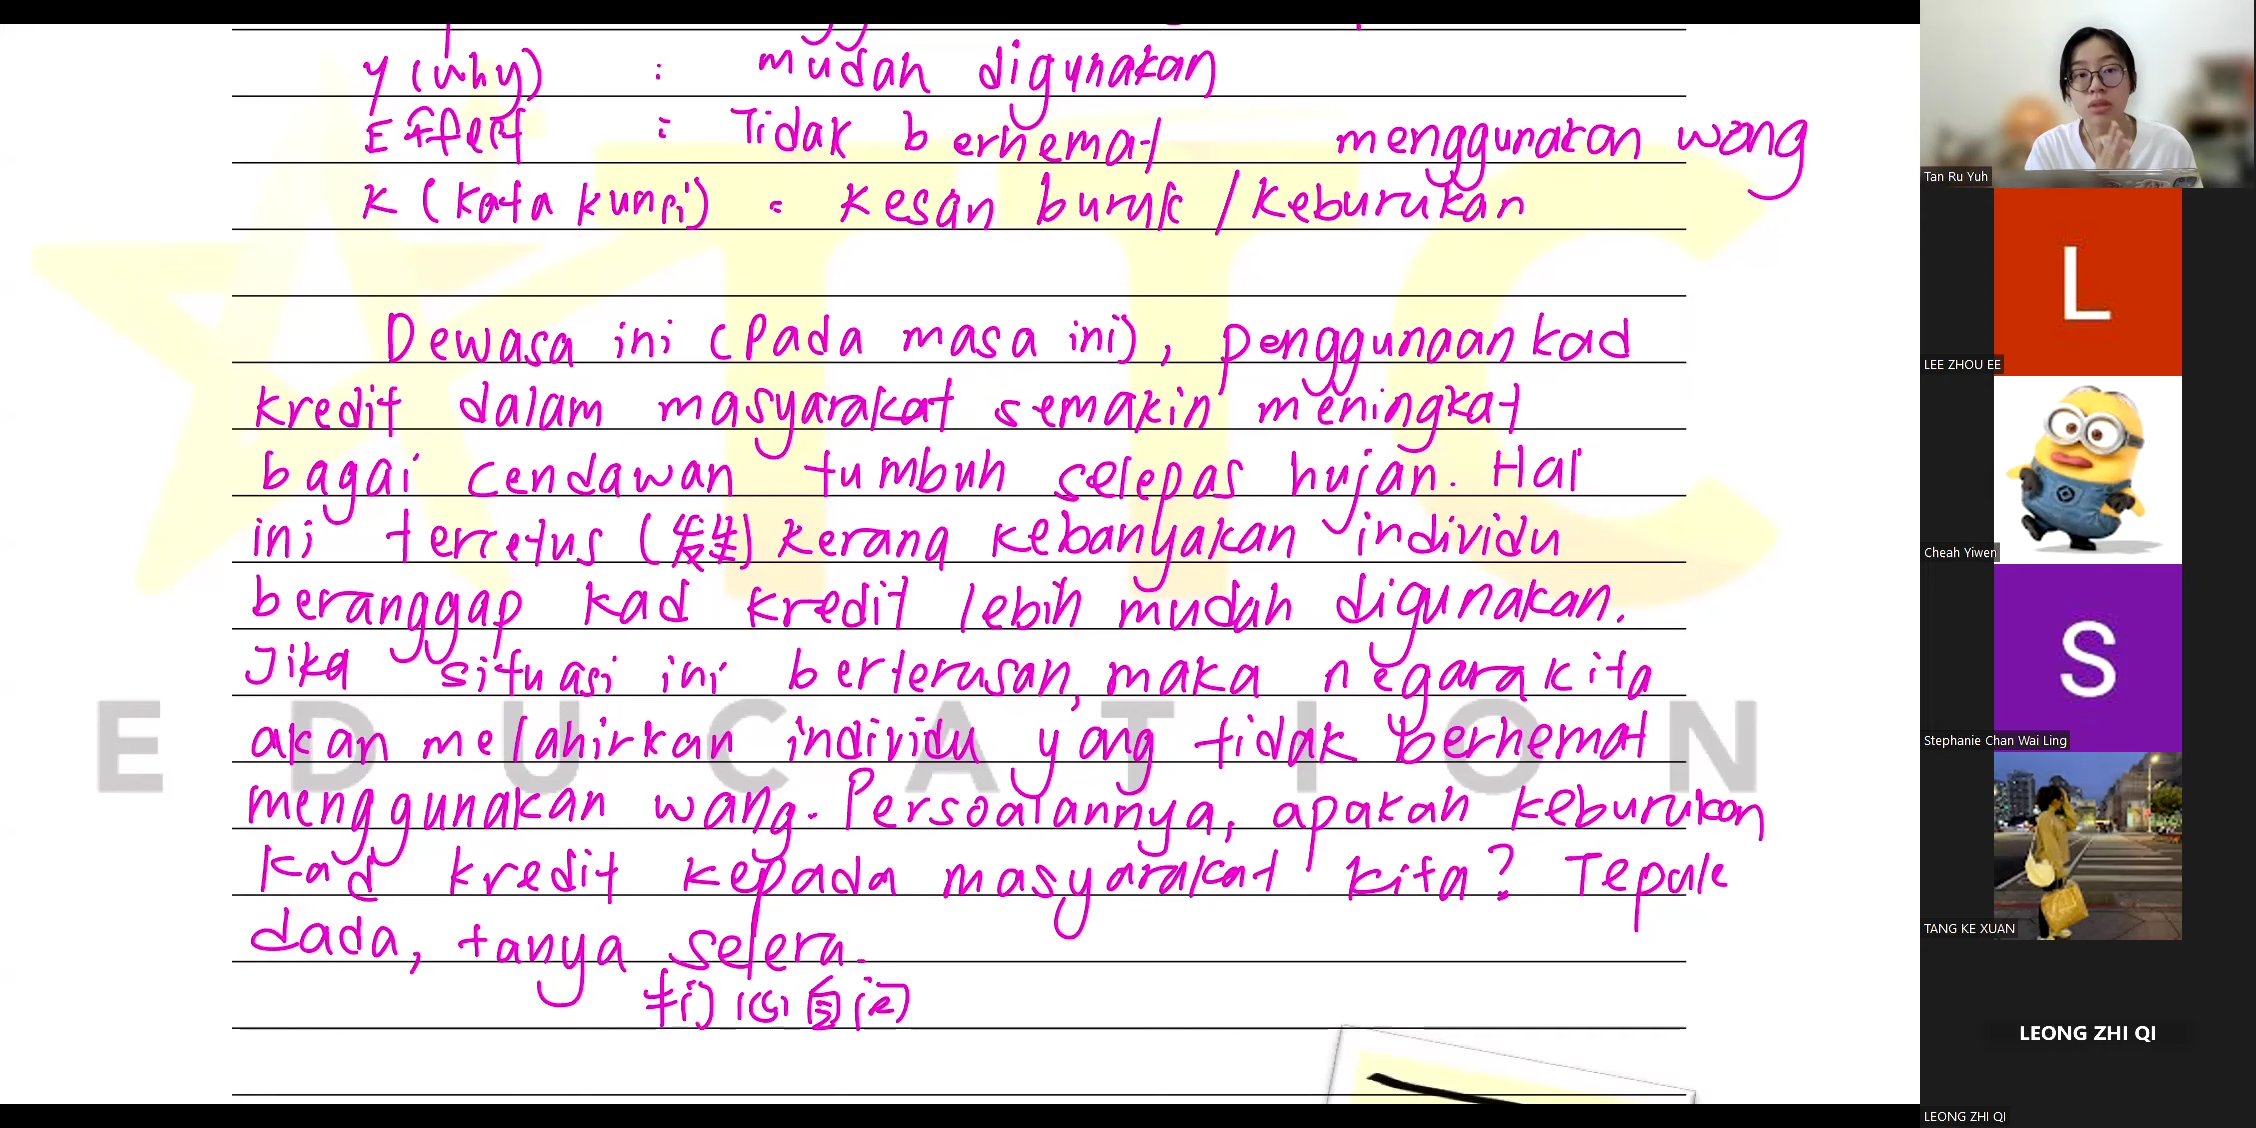 Y (why) : mudah digunakan
Effect : Tidak berhemat menggunakan wang
K (kata kunci) : kesan buruk / keburukan
Dewasa ini (Pada masa ini), penggunaan kad
kredit dalam masyarakat semakin meningkat
bagai cendawan tumbuh selepas hujan. Hal
ini tercetus (发生) kerana kebanyakan individu
beranggap kad kredit lebih mudah digunakan.
Jika situasi ini berterusan, maka negara kita
akan melahirkan individu yang tidak berhemat
menggunakan wang. Persoalannya, apakah keburukan
kad kredit kepada masyarakat kita? Tepuk
dada, tanya selera.
扪心自问
TTC
EDUCATION
Tan Ru Yuh
L
LEE ZHOU EE
Cheah Yiwen
S
Stephanie Chan Wai Ling
TANG KE XUAN
LEONG ZHI QI
LEONG ZHI QI